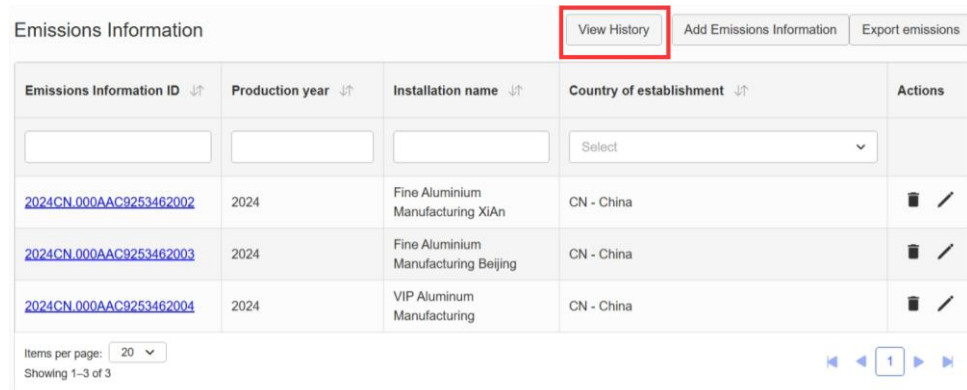 Emissions Information
View History
Add Emissions Information
Export emissions
Emissions Information ID
Production year
Installation name
Country of establishment
Actions
Select
2024CN.000AAC9253462002
2024
Fine Aluminium
Manufacturing XiAn
CN - China
2024CN.000AAC9253462003
2024
Fine Aluminium
Manufacturing Beijing
CN - China
2024CN.000AAC9253462004
2024
VIP Aluminum
Manufacturing
CN - China
Items per page: 20
Showing 1–3 of 3
1